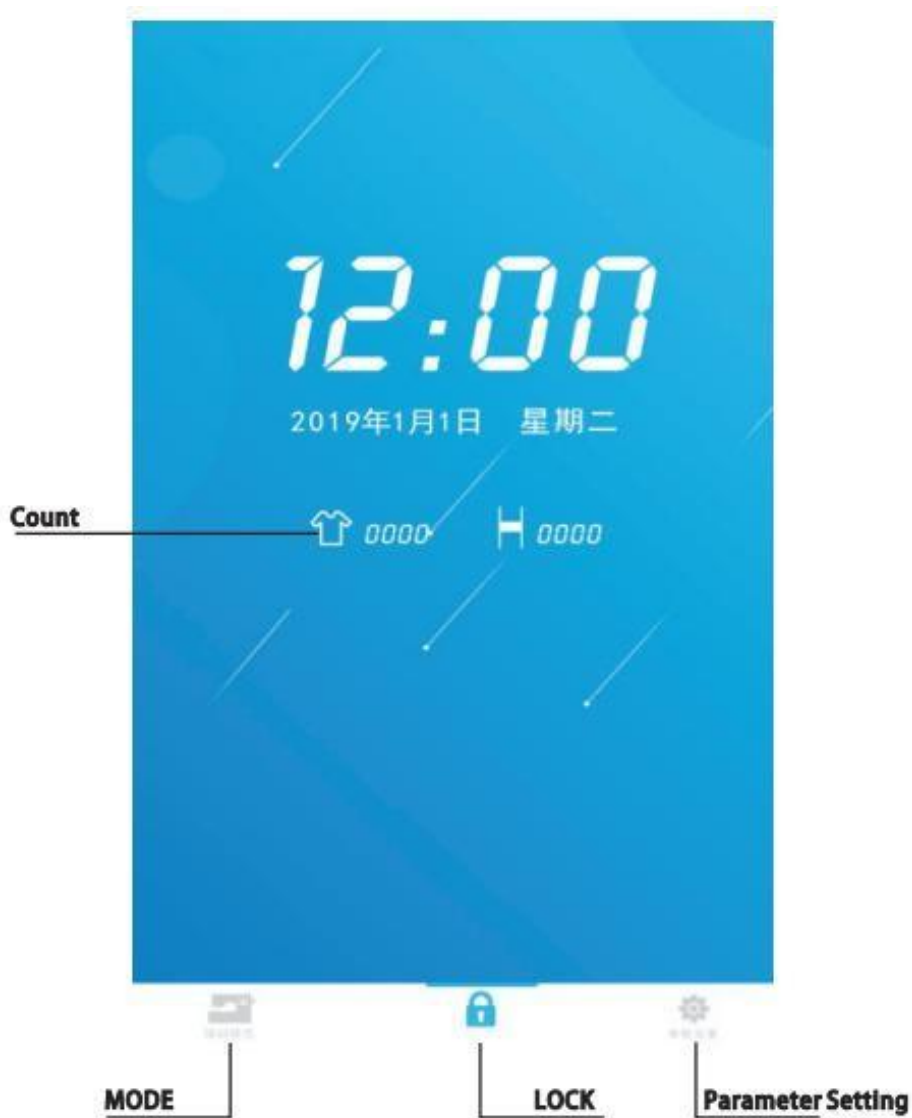 12:00
2019年1月1日 星期二
Count
0000 0000
MODE LOCK Parameter Setting